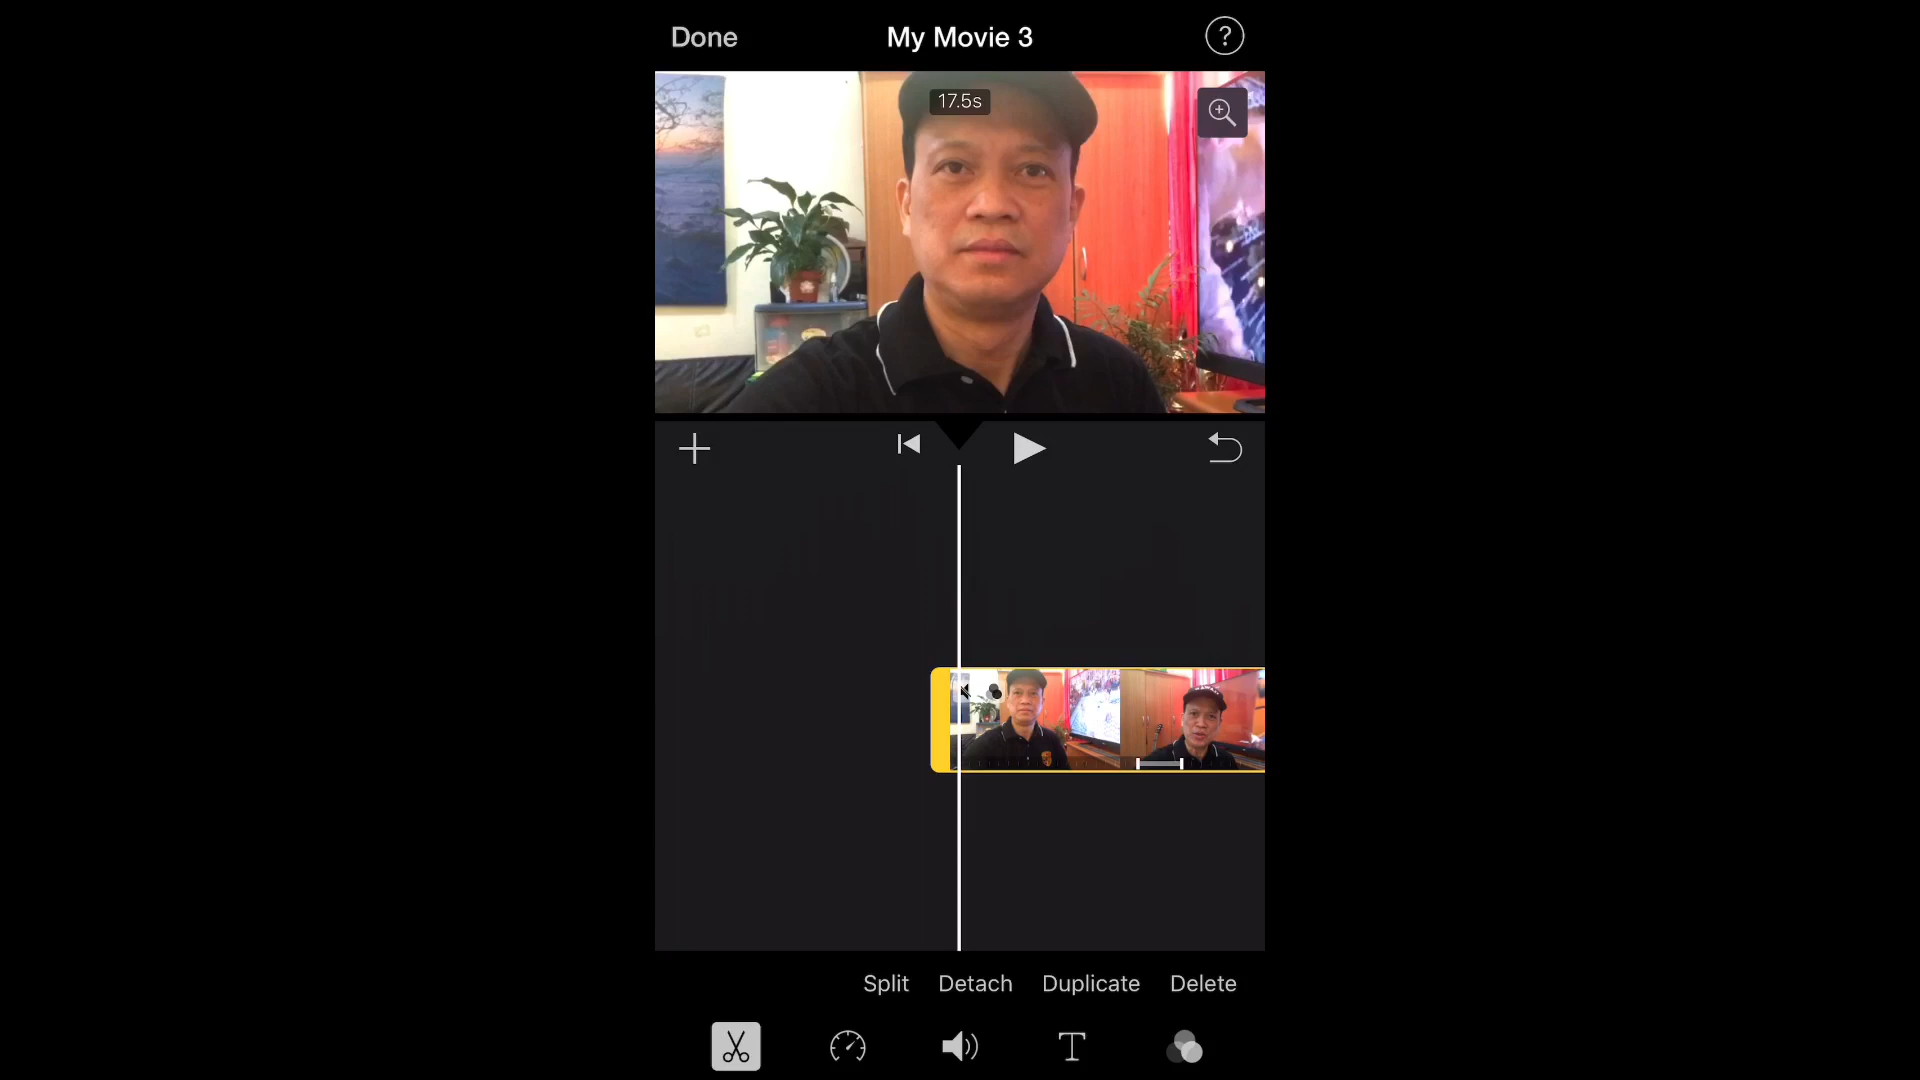 Done
My Movie 3
?
17.5s
Split
Detach
Duplicate
Delete
T